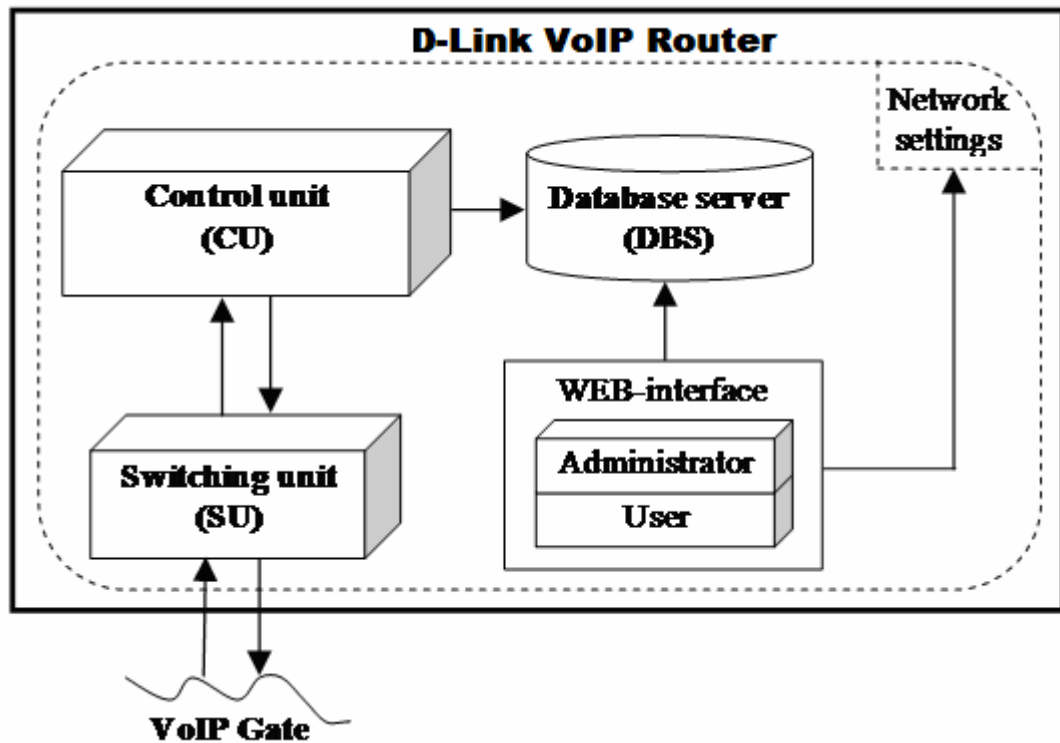 D-Link VoIP Router
Network
settings
Control unit
(CU)
Database server
(DBS)
WEB-interface
Administrator
User
Switching unit
(SU)
VoIP Gate